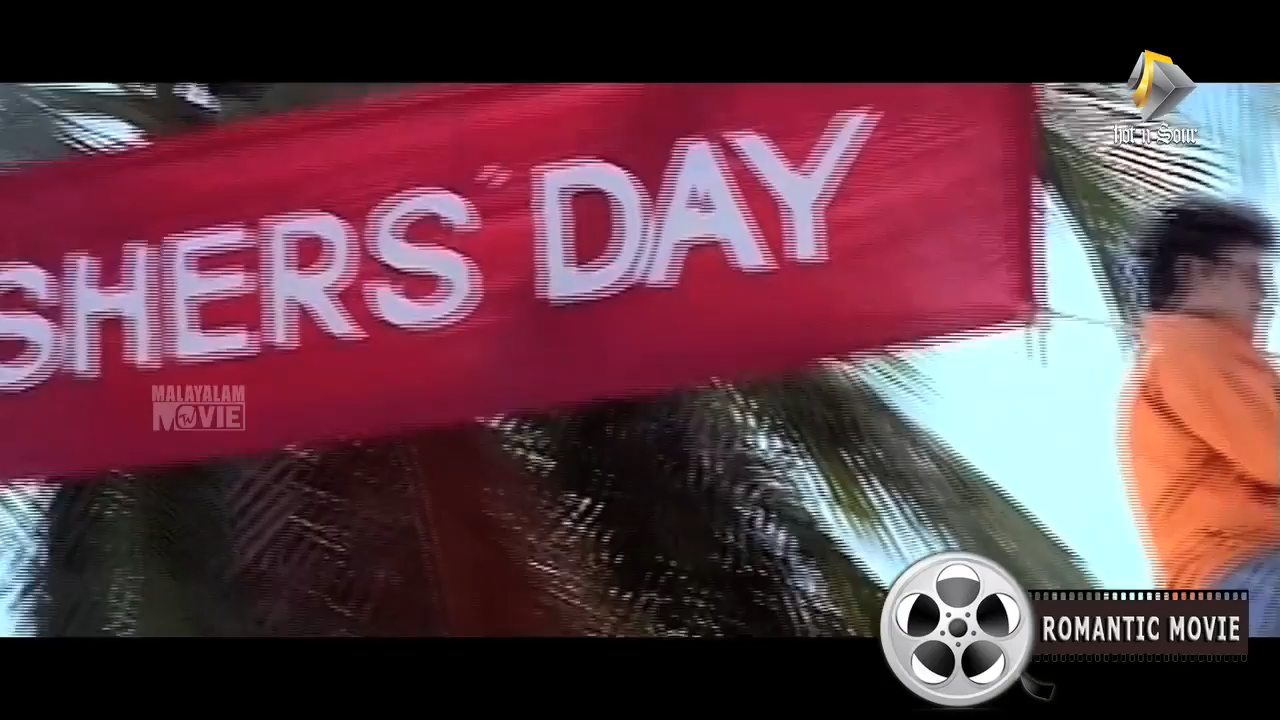 hot n Sour
SHERS" DAY
MALAYALAM
MOVIE
ROMANTIC MOVIE